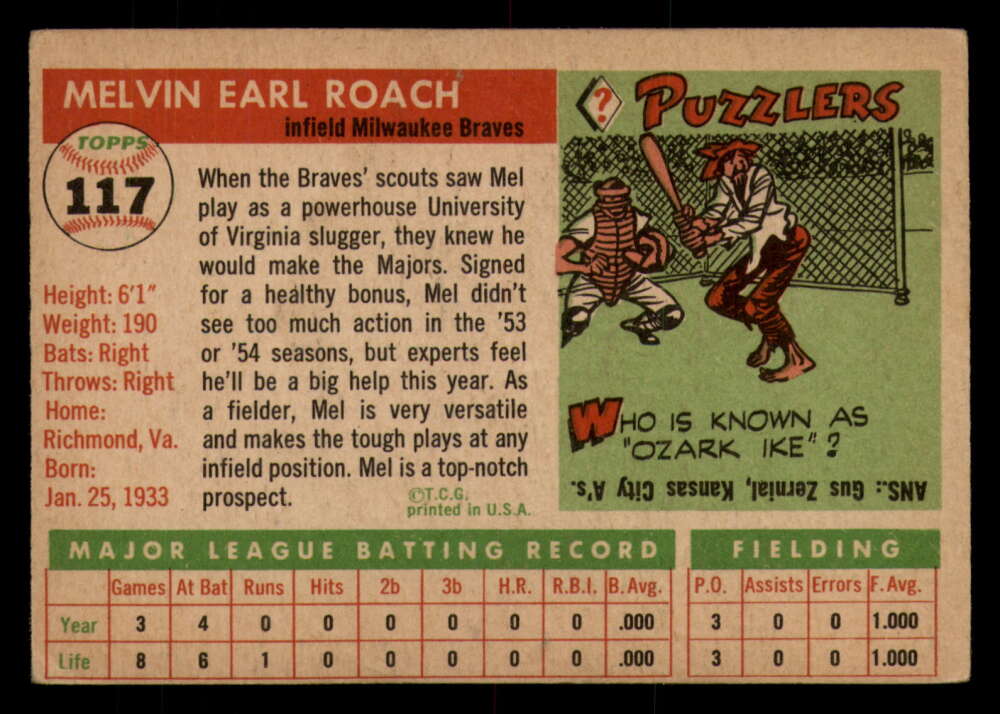 MELVIN EARL ROACH
infield Milwaukee Braves
TOPPS
117
Height: 6'1"
Weight: 190
Bats: Right
Throws: Right
Home:
Richmond, Va.
Born:
Jan. 25, 1933
When the Braves' scouts saw Mel
play as a powerhouse University
of Virginia slugger, they knew he
would make the Majors. Signed
for a healthy bonus, Mel didn't
see too much action in the '53
or '54 seasons, but experts feel
he'll be a big help this year. As
a fielder, Mel is very versatile
and makes the tough plays at any
infield position. Mel is a top-notch
prospect.
©T.C.G.
printed in U.S.A.
? PUZZLERS
WHO IS KNOWN AS
"OZARK IKE"?
ANS.: Gus Zernial, Kansas City A's.
MAJOR LEAGUE BATTING RECORD
Games At Bat Runs Hits 2b 3b H.R. R.B.I. B. Avg.
Year 3 4 0 0 0 0 0 0 .000
Life 8 6 1 0 0 0 0 0 .000
FIELDING
P.O. Assists Errors F. Avg.
3 0 0 1.000
3 0 0 1.000